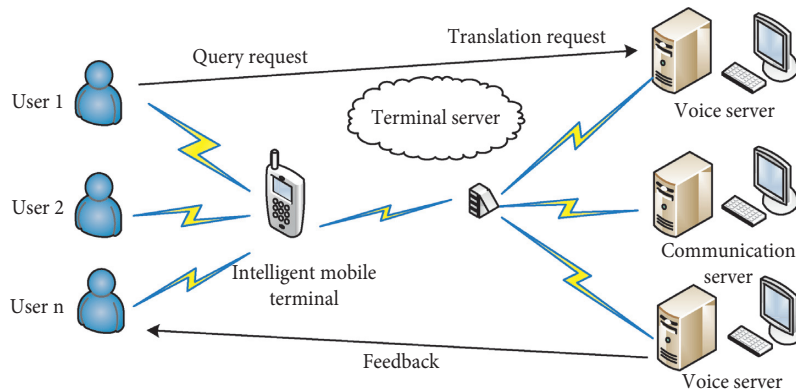 Query request
Translation request
User 1
Terminal server
Voice server
User 2
Communication
server
Intelligent mobile
terminal
User n
Feedback
Voice server